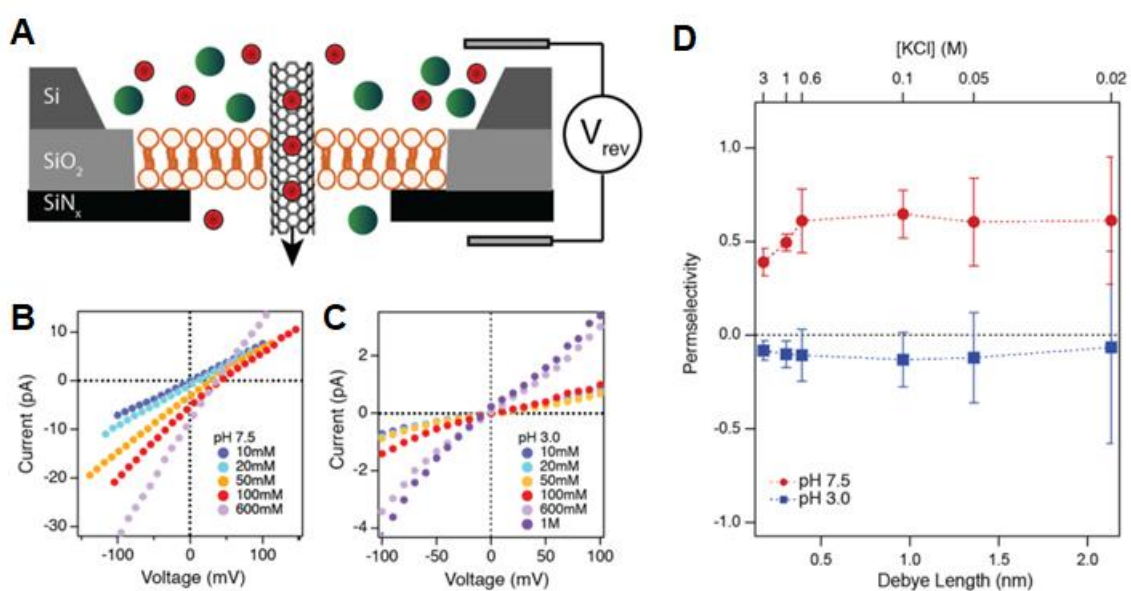 A
Si
SiO2
SiNx
Vrev
B
Current (pA)
10
0
-10
-20
-30
pH 7.5
10mM
20mM
50mM
100mM
600mM
-100
0
100
Voltage (mV)
C
Current (pA)
2
0
-2
-4
pH 3.0
10mM
20mM
50mM
100mM
600mM
1M
-100
-50
0
50
100
Voltage (mV)
D
[KCl] (M)
3
1
0.6
0.1
0.05
0.02
Permselectivity
1.0
0.5
0.0
-0.5
-1.0
pH 7.5
pH 3.0
0.5
1.0
1.5
2.0
Debye Length (nm)